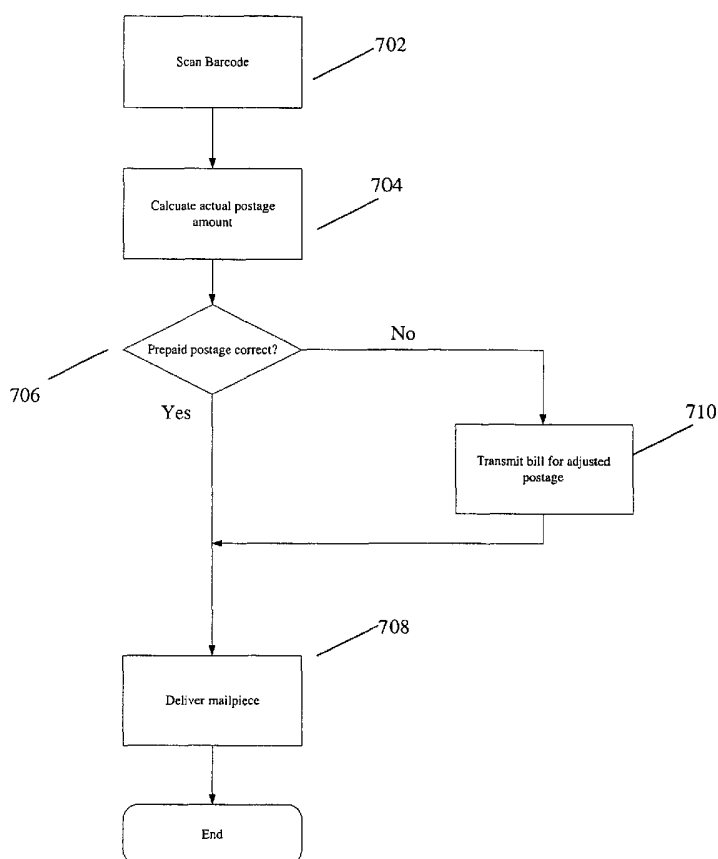 Scan Barcode
702
Calcuate actual postage
amount
704
Prepaid postage correct?
No
706
Yes
710
Transmit bill for adjusted
postage
708
Deliver mailpiece
End